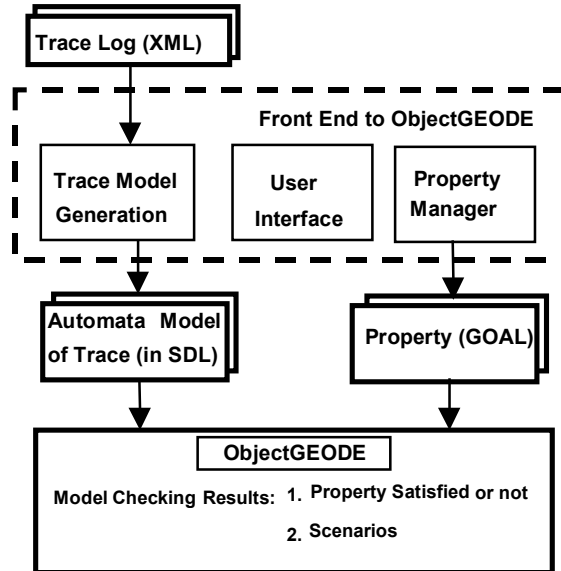 Trace Log (XML)
Front End to ObjectGEODE
Trace Model
Generation
User
Interface
Property
Manager
Automata Model
of Trace (in SDL)
Property (GOAL)
ObjectGEODE
Model Checking Results: 1. Property Satisfied or not
2. Scenarios